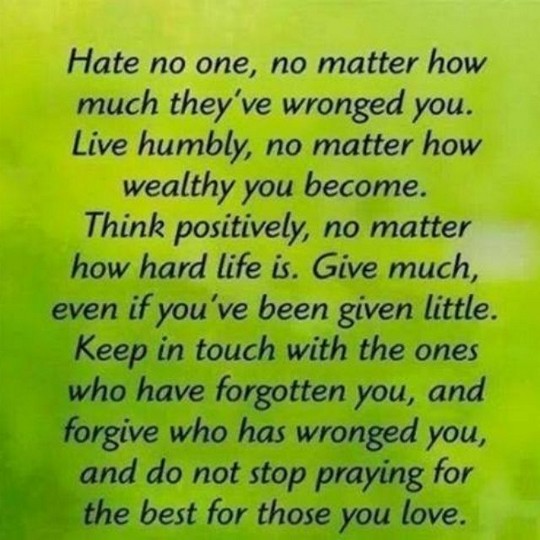 Hate no one, no matter how
much they've wronged you.
Live humbly, no matter how
wealthy you become.
Think positively, no matter
how hard life is. Give much,
even if you've been given little.
Keep in touch with the ones
who have forgotten you, and
forgive who has wronged you,
and do not stop praying for
the best for those you love.